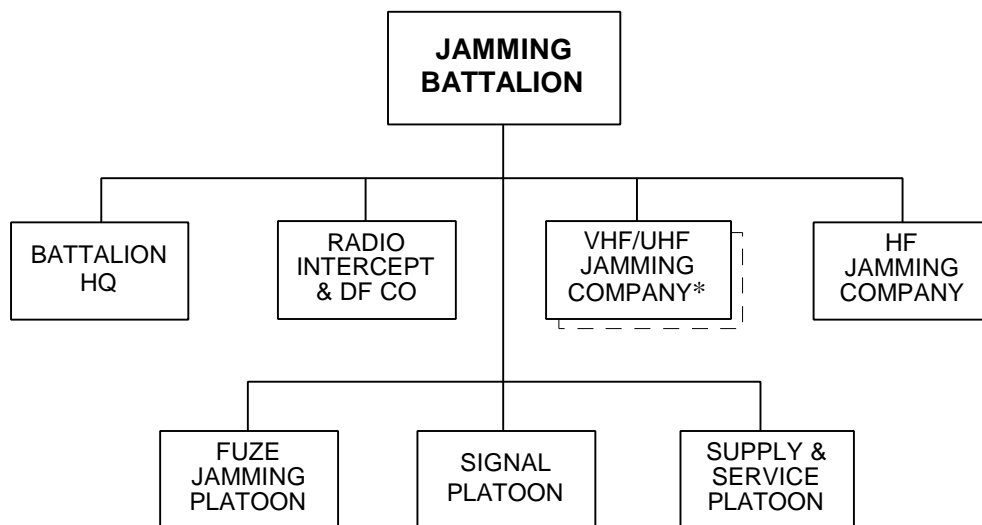 JAMMING
BATTALION
BATTALION
HQ
RADIO
INTERCEPT
& DF CO
VHF/UHF
JAMMING
COMPANY*
HF
JAMMING
COMPANY
FUZE
JAMMING
PLATOON
SIGNAL
PLATOON
SUPPLY &
SERVICE
PLATOON